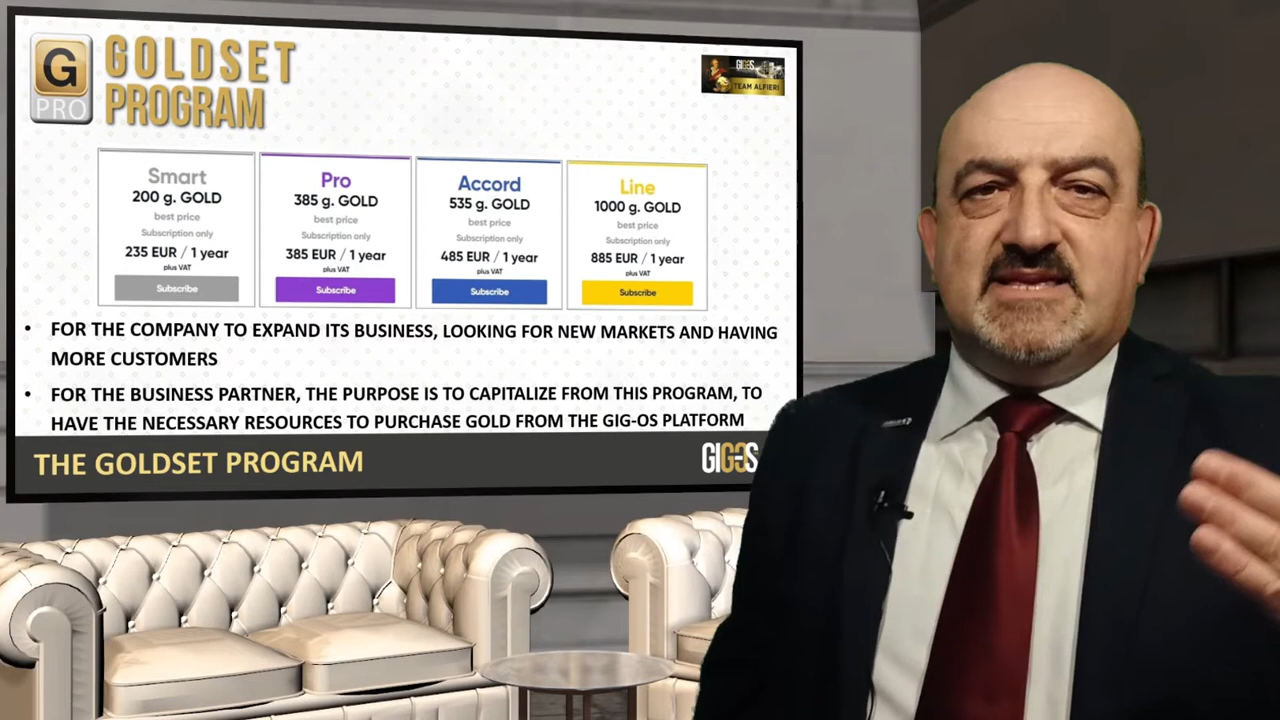 G
PRO
GOLDSET
PROGRAM
GIGOS
TEAM ALFIERI
Smart
200 g. GOLD
best price
Subscription only
235 EUR / 1 year
plus VAT
Subscribe
Pro
385 g. GOLD
best price
Subscription only
385 EUR / 1 year
plus VAT
Subscribe
Accord
535 g. GOLD
best price
Subscription only
485 EUR / 1 year
plus VAT
Subscribe
Line
1000 g. GOLD
best price
Subscription only
885 EUR / 1 year
plus VAT
Subscribe
• FOR THE COMPANY TO EXPAND ITS BUSINESS, LOOKING FOR NEW MARKETS AND HAVING
MORE CUSTOMERS
• FOR THE BUSINESS PARTNER, THE PURPOSE IS TO CAPITALIZE FROM THIS PROGRAM, TO
HAVE THE NECESSARY RESOURCES TO PURCHASE GOLD FROM THE GIG-OS PLATFORM
THE GOLDSET PROGRAM
GIGOS